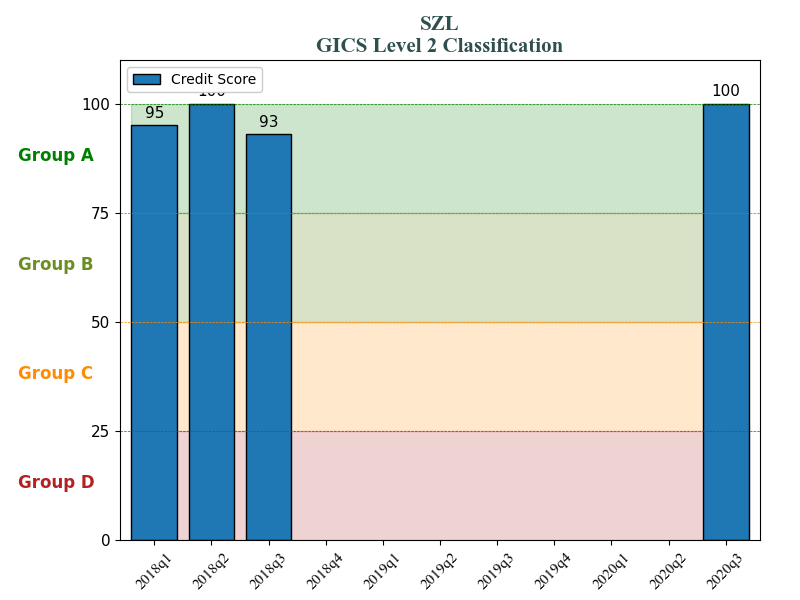 SZL
GICS Level 2 Classification
Credit Score
100
95
100
93
100
Group A
75
Group B
50
Group C
25
Group D
0
2018q1
2018q2
2018q3
2018q4
2019q1
2019q2
2019q3
2019q4
2020q1
2020q2
2020q3